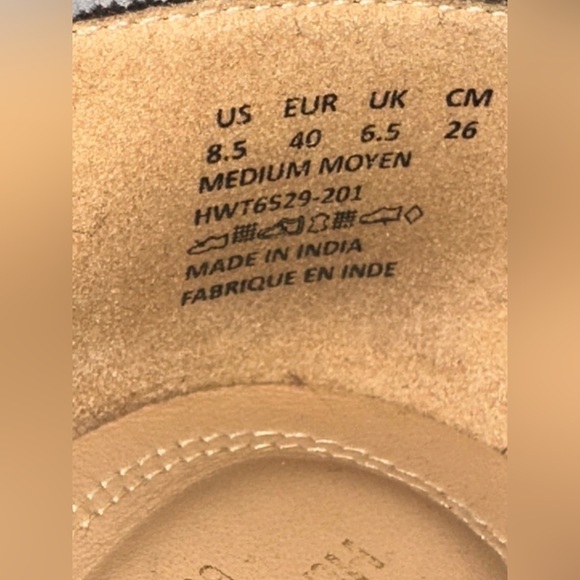 US EUR UK CM
8.5 40 6.5 26
MEDIUM MOYEN
HWT6S29-201
MADE IN INDIA
FABRIQUE EN INDE